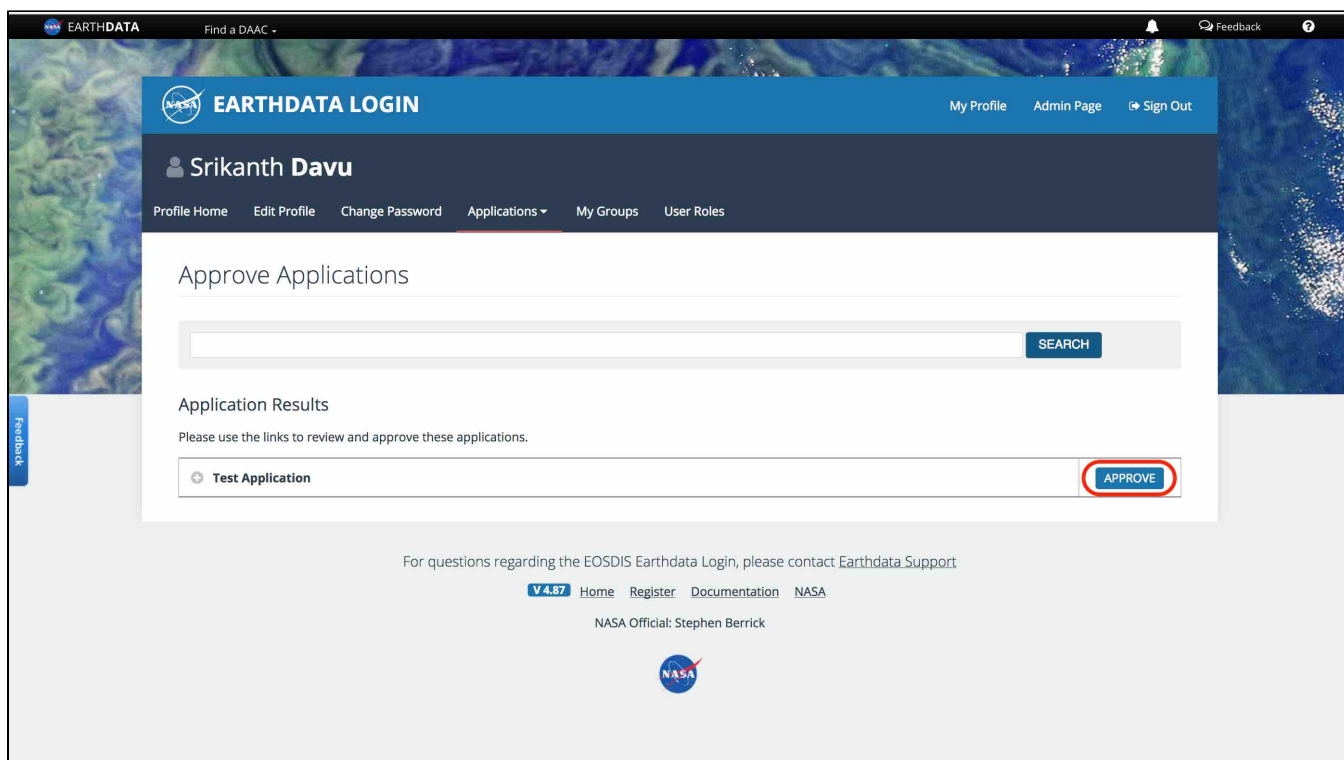 NASA EARTHDATA Find a DAAC Feedback ?
NASA EARTHDATA LOGIN My Profile Admin Page Sign Out
Srikanth Davu
Profile Home Edit Profile Change Password Applications My Groups User Roles
Approve Applications
SEARCH
Application Results
Feedback
Please use the links to review and approve these applications.
Test Application APPROVE
For questions regarding the EOSDIS Earthdata Login, please contact Earthdata Support
V 4.87 Home Register Documentation NASA
NASA Official: Stephen Berrick
NASA